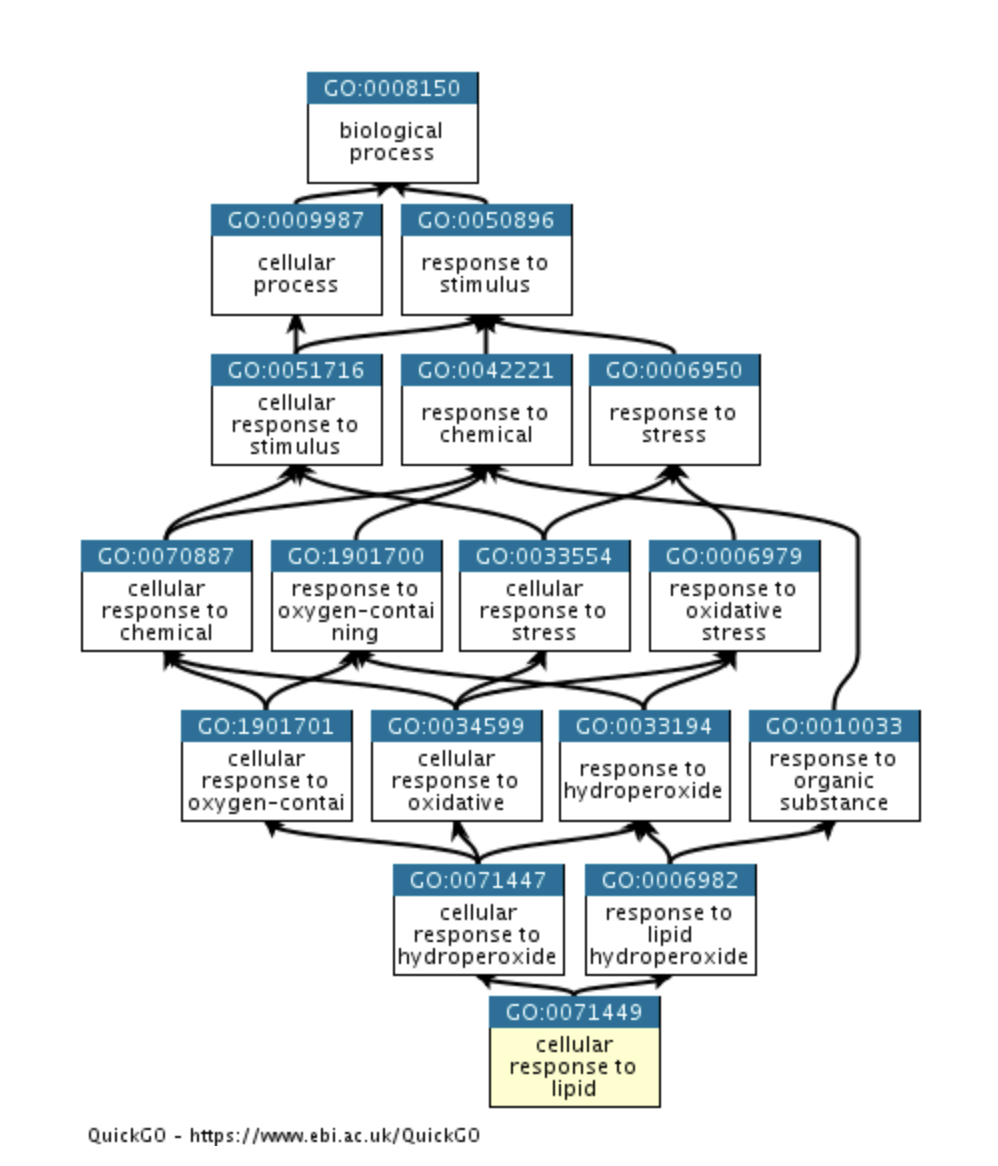 GO:0008150
biological
process
GO:0009987
cellular
process
GO:0050896
response to
stimulus
GO:0051716
cellular
response to
stimulus
GO:0042221
response to
chemical
GO:0006950
response to
stress
GO:0070887
cellular
response to
chemical
GO:1901700
response to
oxygen-contai
ning
GO:0033554
cellular
response to
stress
GO:0006979
response to
oxidative
stress
GO:1901701
cellular
response to
oxygen-contai
GO:0034599
cellular
response to
oxidative
GO:0033194
response to
hydroperoxide
GO:0010033
response to
organic
substance
GO:0071447
cellular
response to
hydroperoxide
GO:0006982
response to
lipid
hydroperoxide
GO:0071449
cellular
response to
lipid
QuickGO - https://www.ebi.ac.uk/QuickGO